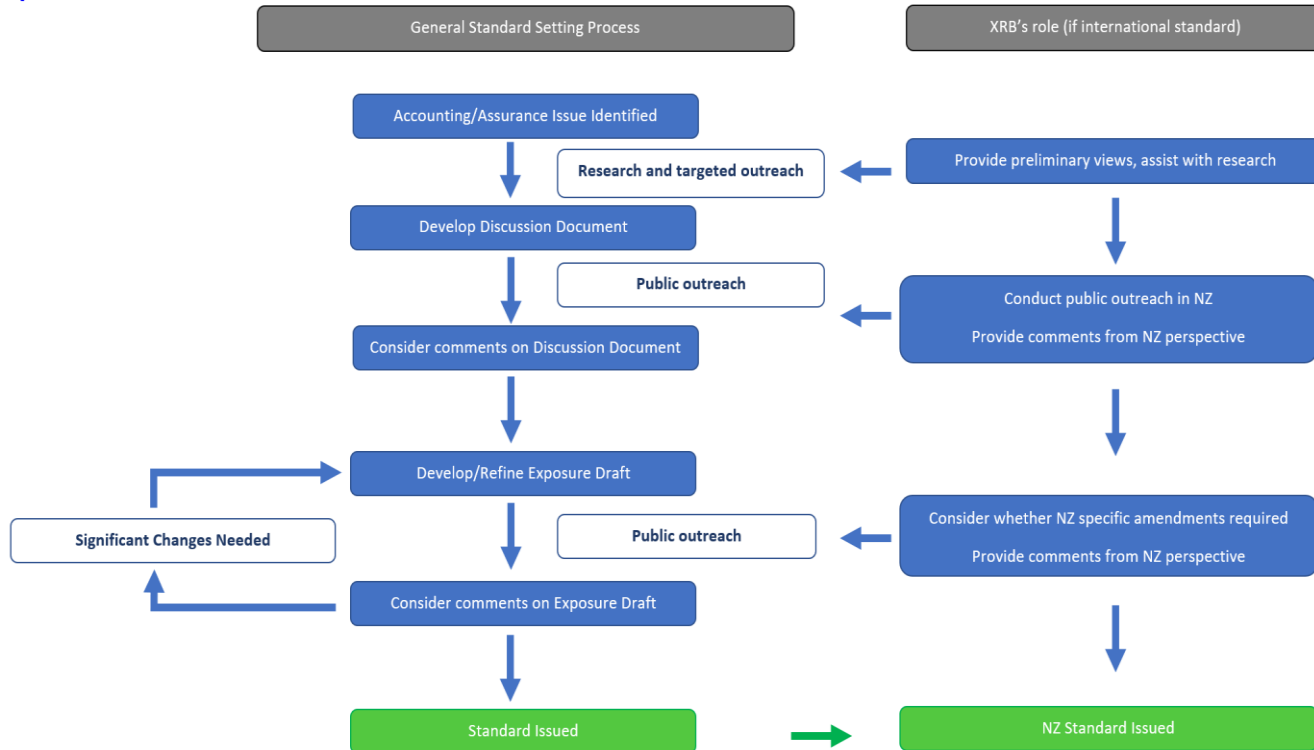 General Standard Setting Process
XRB's role (if international standard)
Accounting/Assurance Issue Identified
Research and targeted outreach
Provide preliminary views, assist with research
Develop Discussion Document
Public outreach
Conduct public outreach in NZ
Provide comments from NZ perspective
Consider comments on Discussion Document
Develop/Refine Exposure Draft
Significant Changes Needed
Public outreach
Consider whether NZ specific amendments required
Provide comments from NZ perspective
Consider comments on Exposure Draft
Standard Issued
NZ Standard Issued